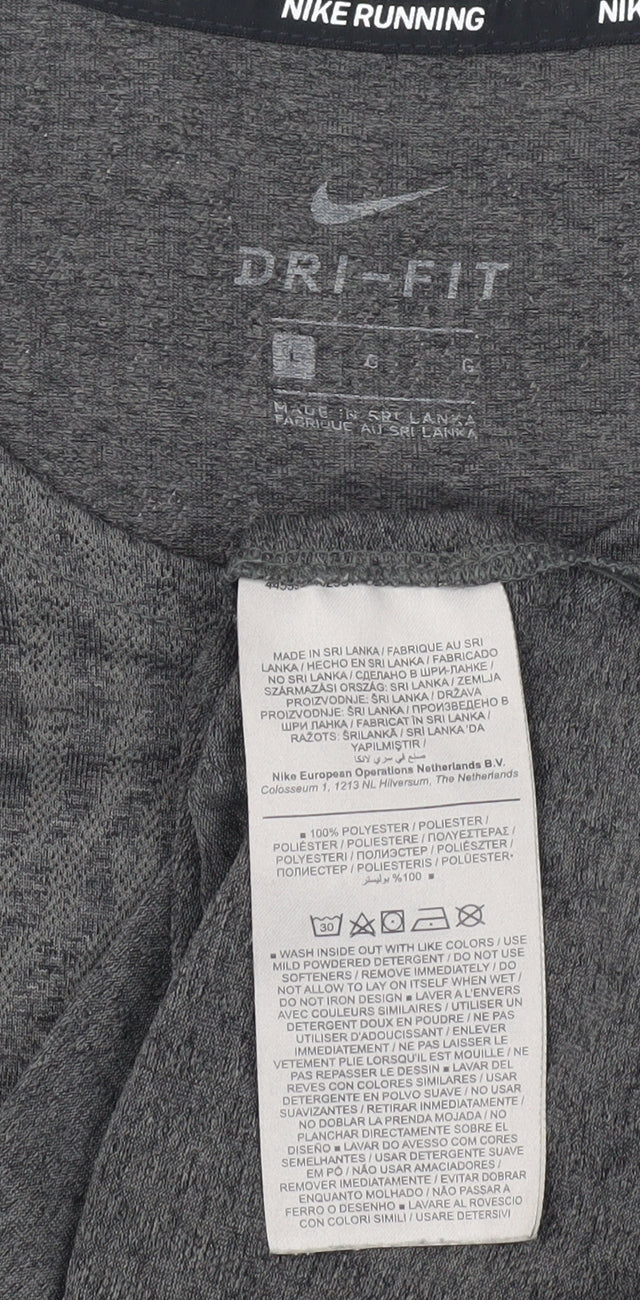 NIKE RUNNING NIK
DRI-FIT
L G G
MADE IN SRI LANKA
FABRIQUE AU SRI LANKA
MADE IN SRI LANKA / FABRIQUE AU SRI
LANKA / HECHO EN SRI LANKA / FABRICADO
NO SRI LANKA / СДЕЛАНО В ШРИ-ЛАНКЕ /
SZÁRMAZÁSI ORSZÁG: SRI LANKA / ZEMLJA
PROIZVODNJE: ŠRI LANKA / DRŽAVA
PROIZVODNJE: ŠRI LANKA / ПРОИЗВЕДЕНО В
ШРИ ЛАНКА / FABRICAT ÎN SRI LANKA /
RAŽOTS: ŠRILANKĀ / SRİ LANKA 'DA
YAPILMIŞTIR /
صنع في سري لانكا
Nike European Operations Netherlands B.V.
Colosseum 1, 1213 NL Hilversum, The Netherlands
■ 100% POLYESTER / POLIESTER /
POLIÉSTER / POLIESTERE / ΠΟΛΥΕΣΤΕΡΑΣ /
POLYESTERI / ПОЛИЭСТЕР / POLIÉSZTER /
ПОЛИЕСТЕР / POLIESTERIS / POLÜESTER
100% بوليستر ■
30
■ WASH INSIDE OUT WITH LIKE COLORS / USE
MILD POWDERED DETERGENT / DO NOT USE
SOFTENERS / REMOVE IMMEDIATELY / DO
NOT ALLOW TO LAY ON ITSELF WHEN WET /
DO NOT IRON DESIGN ■ LAVER A L'ENVERS
AVEC COULEURS SIMILAIRES / UTILISER UN
DETERGENT DOUX EN POUDRE / NE PAS
UTILISER D'ADOUCISSANT / ENLEVER
IMMEDIATEMENT / NE PAS LAISSER LE
VETEMENT PLIE LORSQU'IL EST MOUILLE / NE
PAS REPASSER LE DESSIN ■ LAVAR DEL
REVES CON COLORES SIMILARES / USAR
DETERGENTE EN POLVO SUAVE / NO USAR
SUAVIZANTES / RETIRAR INMEDIATAMENTE /
NO DOBLAR LA PRENDA MOJADA / NO
PLANCHAR DIRECTAMENTE SOBRE EL
DISEÑO ■ LAVAR DO AVESSO COM CORES
SEMELHANTES / USAR DETERGENTE SUAVE
EM PÓ / NÃO USAR AMACIADORES /
REMOVER IMEDIATAMENTE / EVITAR DOBRAR
ENQUANTO MOLHADO / NÃO PASSAR A
FERRO O DESENHO ■ LAVARE AL ROVESCIO
CON COLORI SIMILI / USARE DETERSIVI